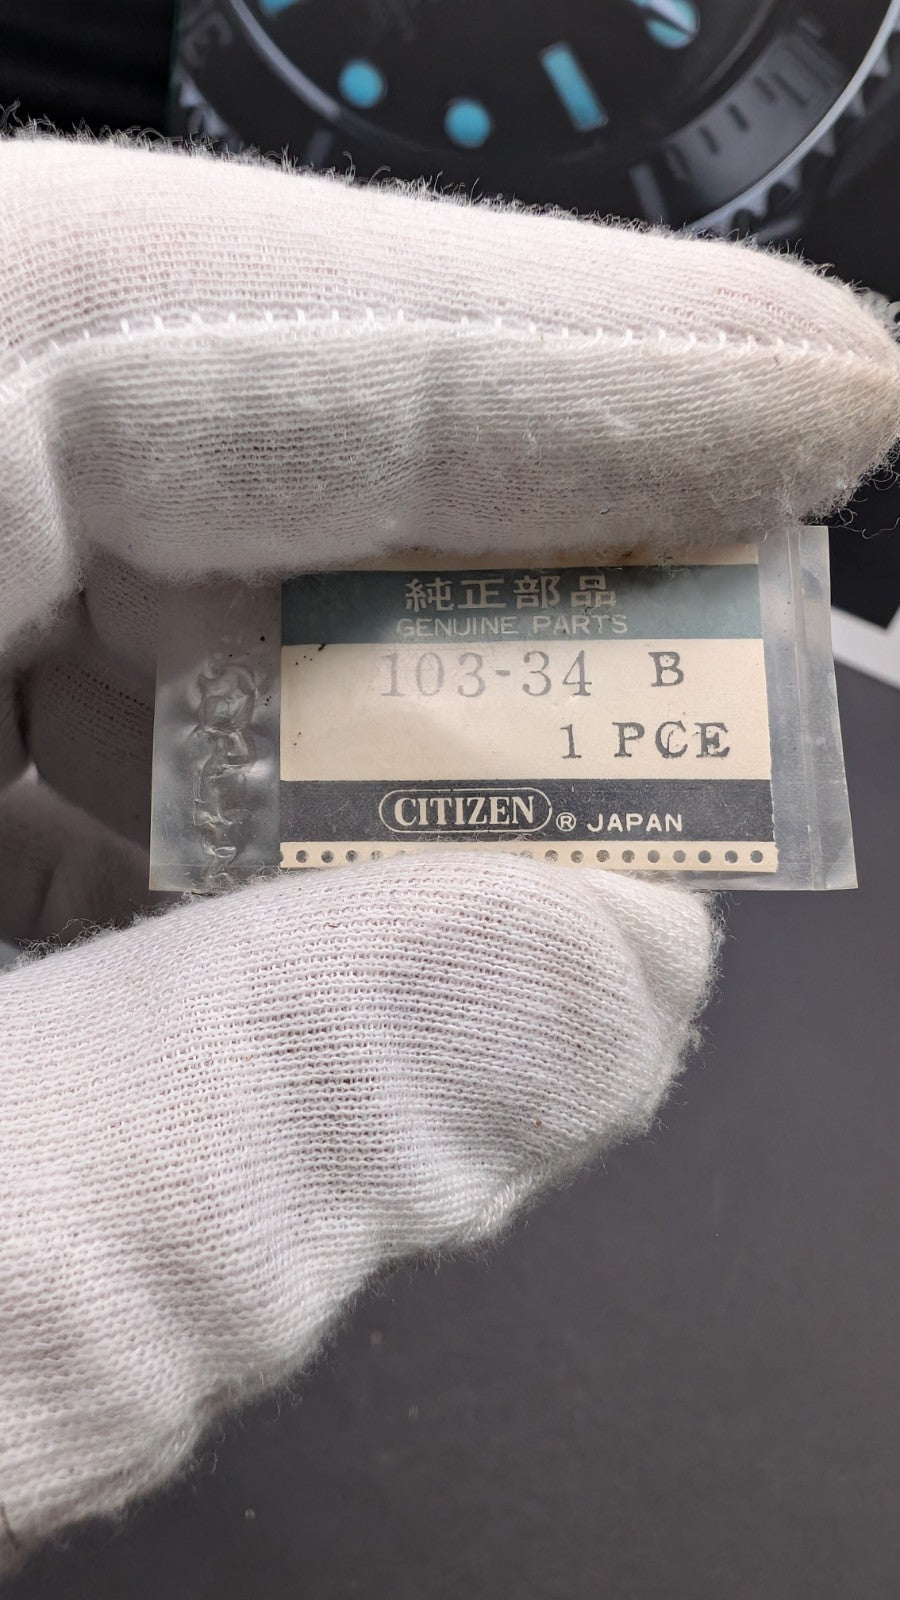 純正部品
GENUINE PARTS
103-34 B
1 PCE
CITIZEN ® JAPAN